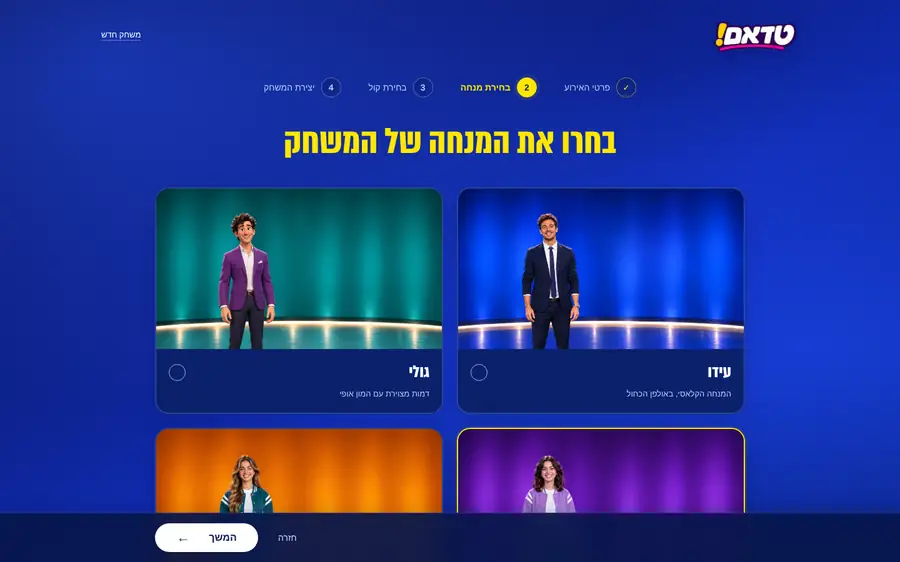 טדאם!
משחק חדש
✓ פרטי האירוע
2 בחירת מנחה
3 בחירת קול
4 יצירת המשחק
בחרו את המנחה של המשחק
עידו
המנחה הקלאסי, באולפן הכחול
גולי
דמות מצוירת עם המון אופי
חזרה
המשך ←